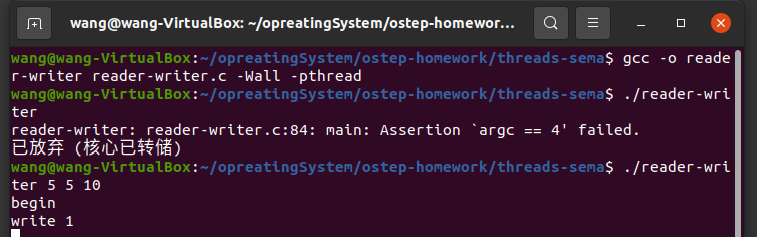 wang@wang-VirtualBox: ~/opreatingSystem/ostep-homewor...
wang@wang-VirtualBox:~/opreatingSystem/ostep-homework/threads-sema$ gcc -o reade
r-writer reader-writer.c -Wall -pthread
wang@wang-VirtualBox:~/opreatingSystem/ostep-homework/threads-sema$ ./reader-wri
ter
reader-writer: reader-writer.c:84: main: Assertion `argc == 4' failed.
已放弃 (核心已转储)
wang@wang-VirtualBox:~/opreatingSystem/ostep-homework/threads-sema$ ./reader-wri
ter 5 5 10
begin
write 1